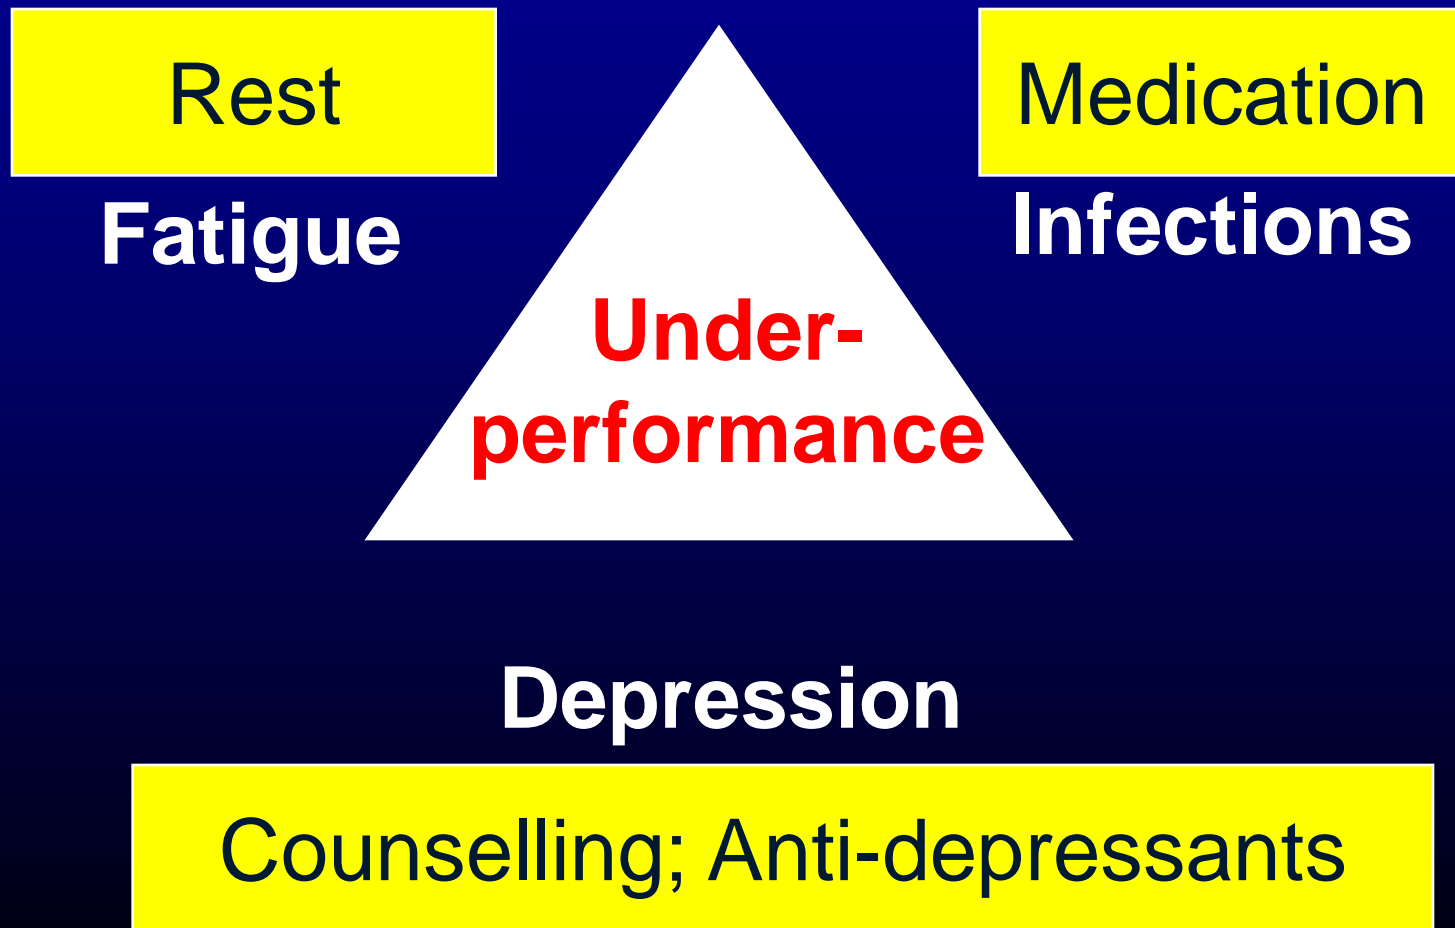 Rest
Medication
Fatigue
Infections
Under-
performance
Depression
Counselling; Anti-depressants